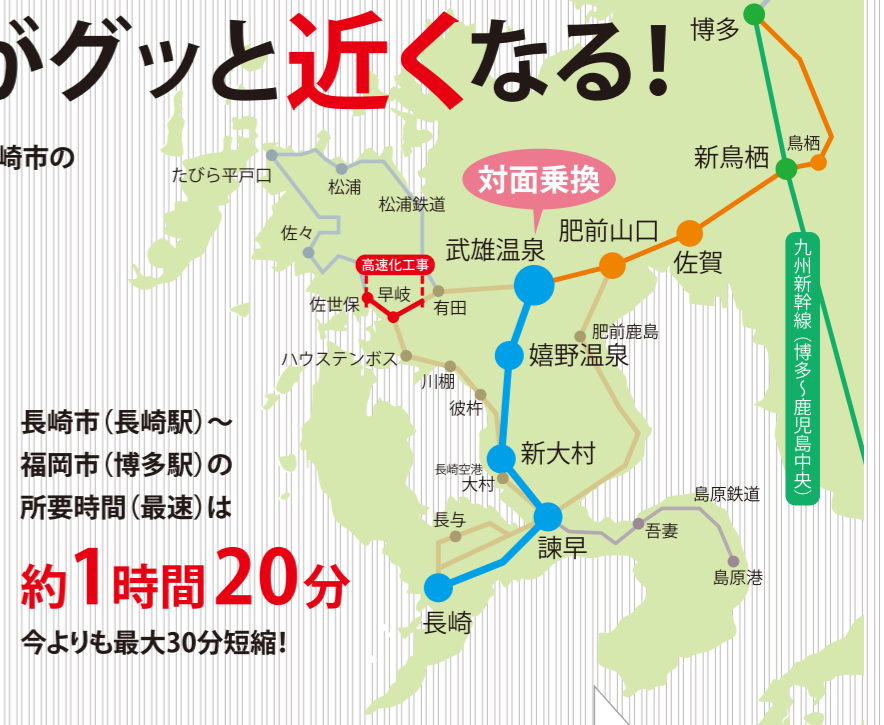 がグッと近くなる!
崎市の
博多
新鳥栖
鳥栖
たびら平戸口
松浦
松浦鉄道
対面乗換
佐々
武雄温泉
肥前山口
佐賀
高速化工事
佐世保
早岐
有田
九州新幹線(博多~鹿児島中央)
肥前鹿島
ハウステンボス
嬉野温泉
川棚
彼杵
長崎市(長崎駅)~
福岡市(博多駅)の
所要時間(最速)は
約1時間20分
今よりも最大30分短縮!
新大村
長崎空港
大村
島原鉄道
長与
吾妻
諫早
島原港
長崎